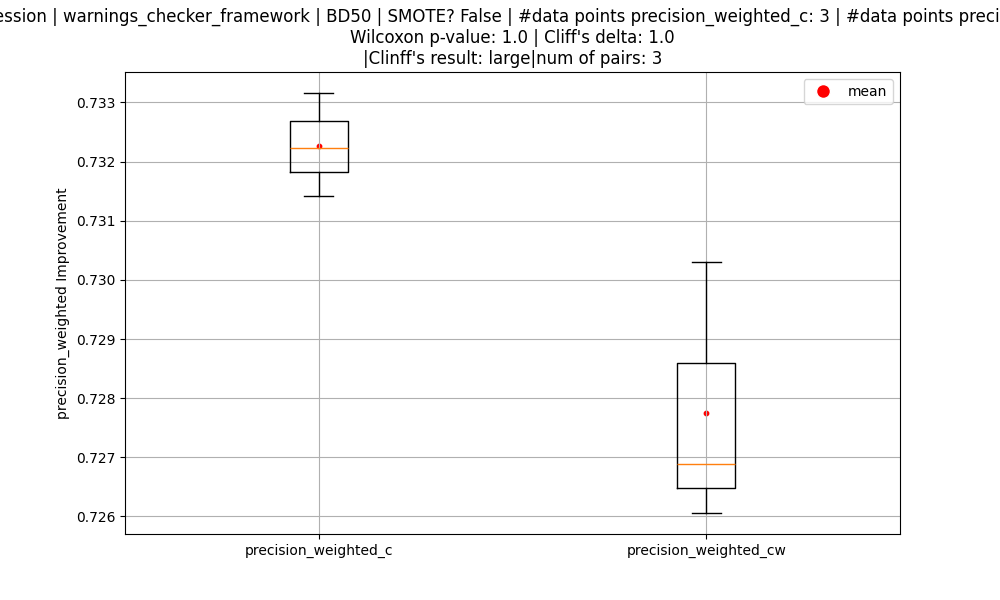 ession | warnings_checker_framework | BD50 | SMOTE? False | #data points precision_weighted_c: 3 | #data points preci
Wilcoxon p-value: 1.0 | Cliff's delta: 1.0
|Clinff's result: large|num of pairs: 3
mean
0.733
0.732
0.731
0.730
0.729
0.728
0.727
0.726
precision_weighted Improvement
precision_weighted_c
precision_weighted_cw